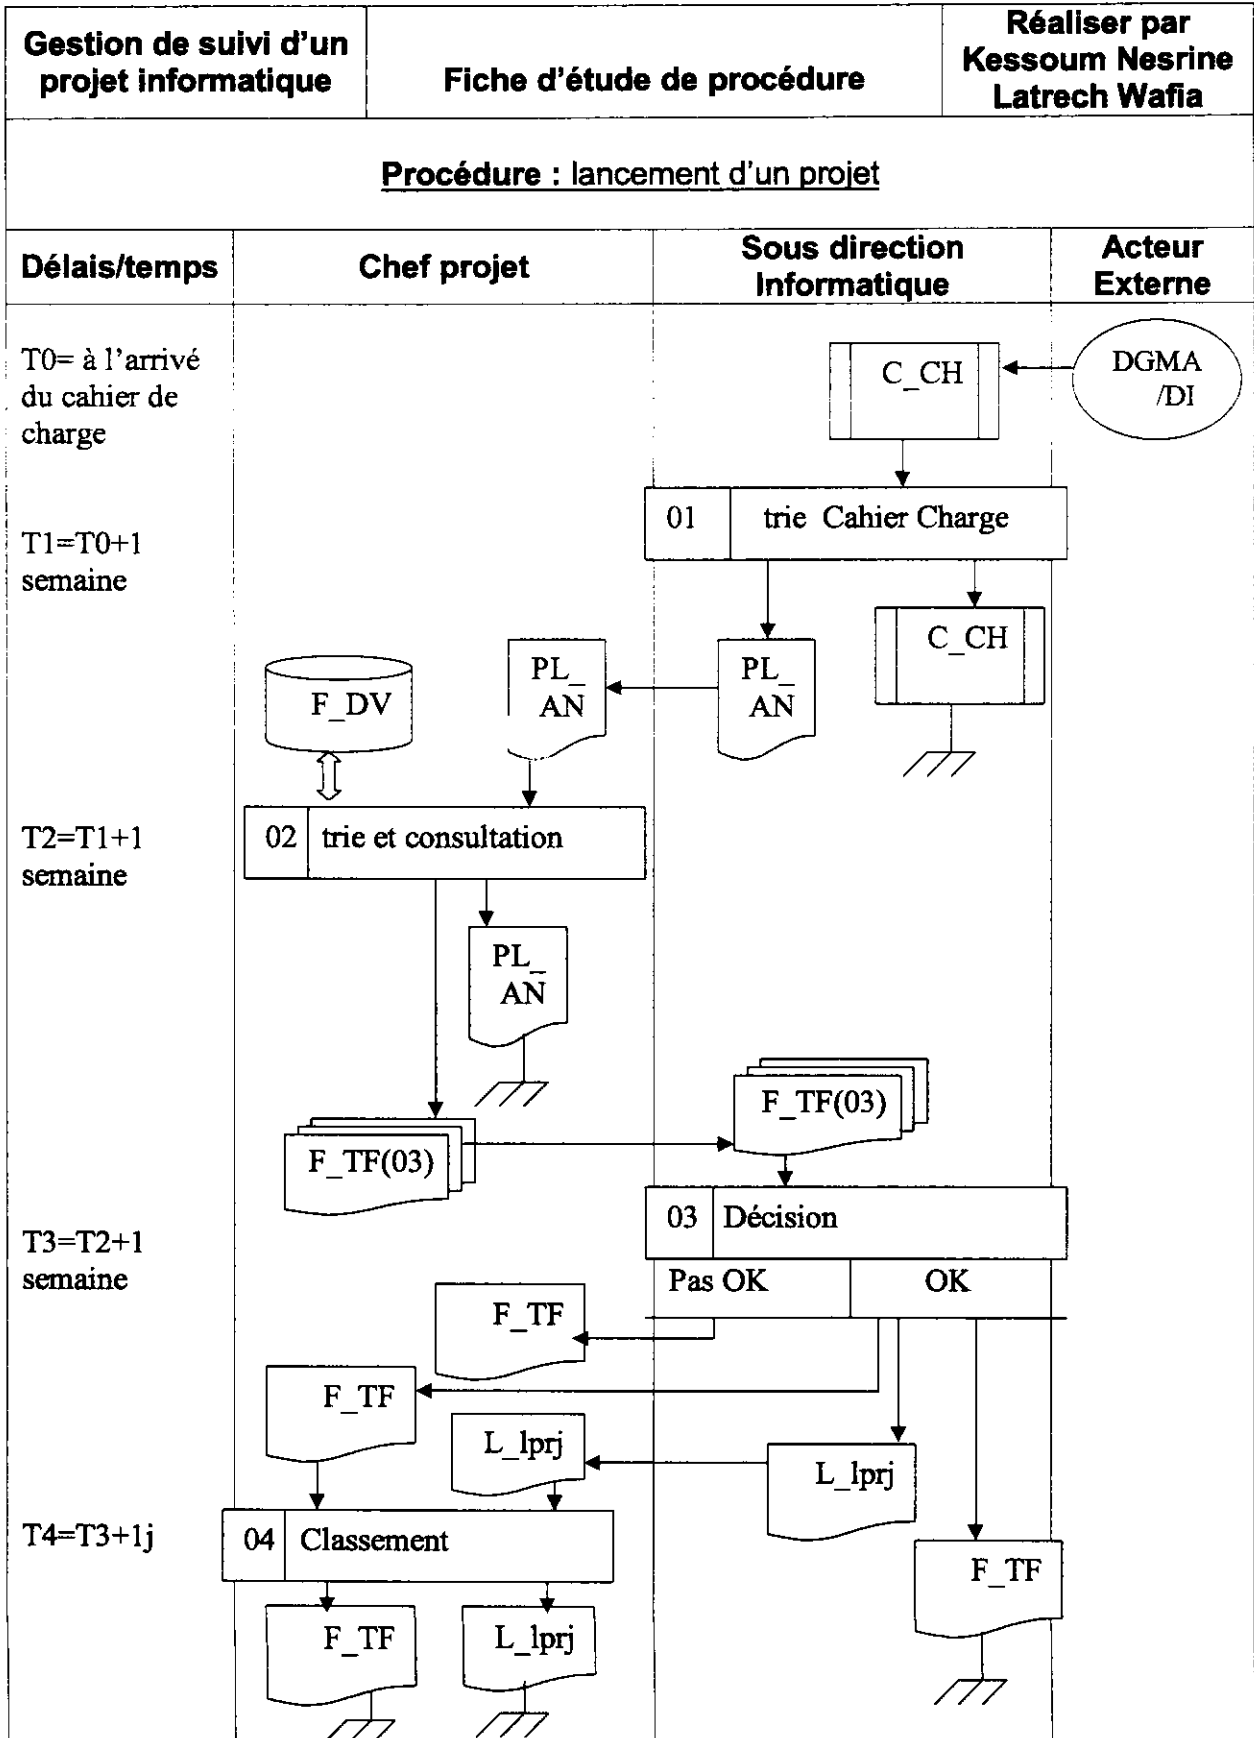 Gestion de suivi d'un
projet informatique
Fiche d'étude de procédure
Réaliser par
Kessoum Nesrine
Latrech Wafia
Procédure : lancement d'un projet
Délais/temps
Chef projet
Sous direction
Informatique
Acteur
Externe
T0= à l'arrivé
du cahier de
charge
C_CH
DGMA
/DI
01 trie Cahier Charge
T1=T0+1
semaine
C_CH
F_DV
PL_
AN
PL_
AN
T2=T1+1
semaine
02 trie et consultation
PL_
AN
F_TF(03)
F_TF(03)
03 Décision
T3=T2+1
semaine
Pas OK
OK
F_TF
F_TF
L_lprj
L_lprj
T4=T3+1j
04 Classement
F_TF
F_TF
L_lprj